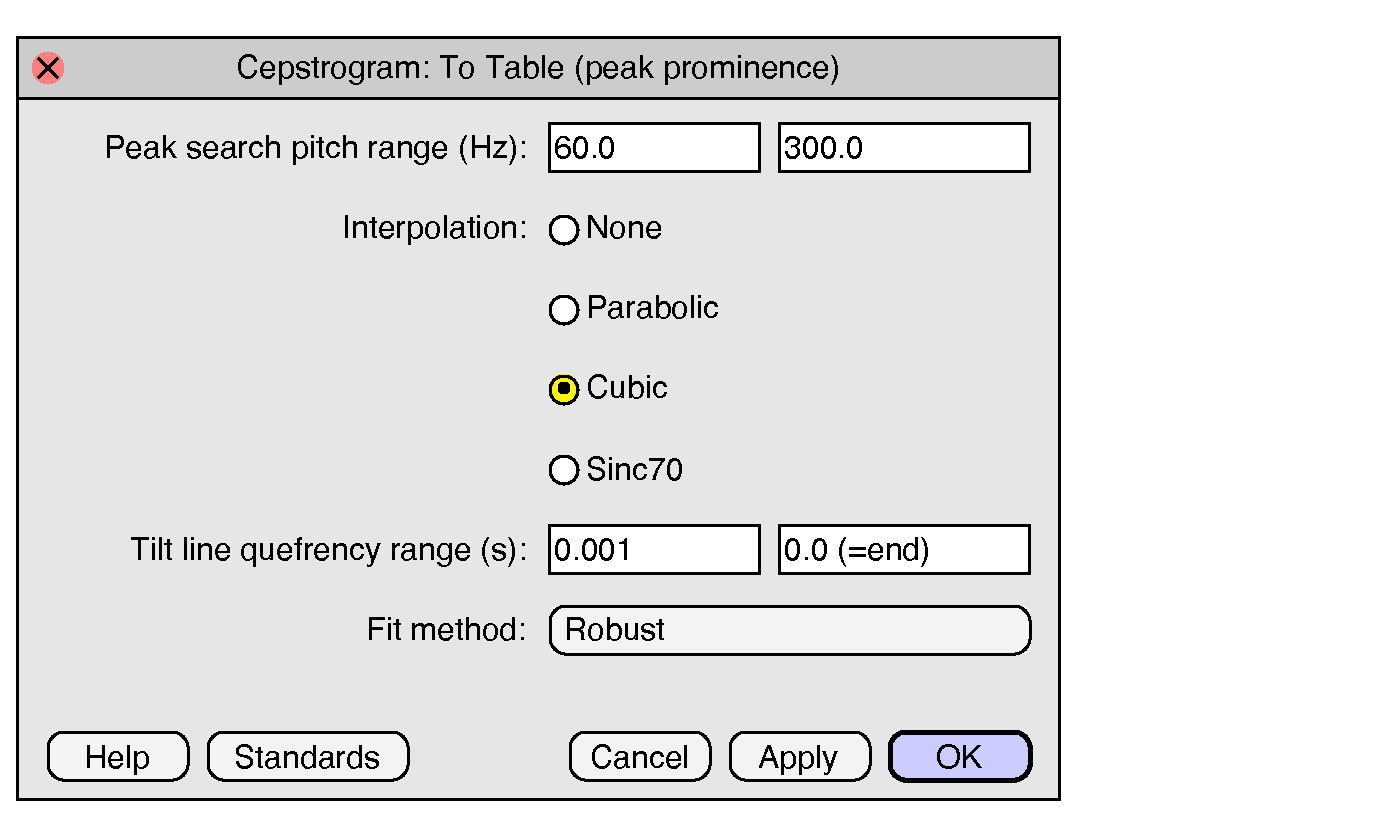 Cepstrogram: To Table (peak prominence)
Peak search pitch range (Hz): 60.0 300.0
Interpolation: None
Parabolic
Cubic
Sinc70
Tilt line quefrency range (s): 0.001 0.0 (=end)
Fit method: Robust
Help Standards Cancel Apply OK